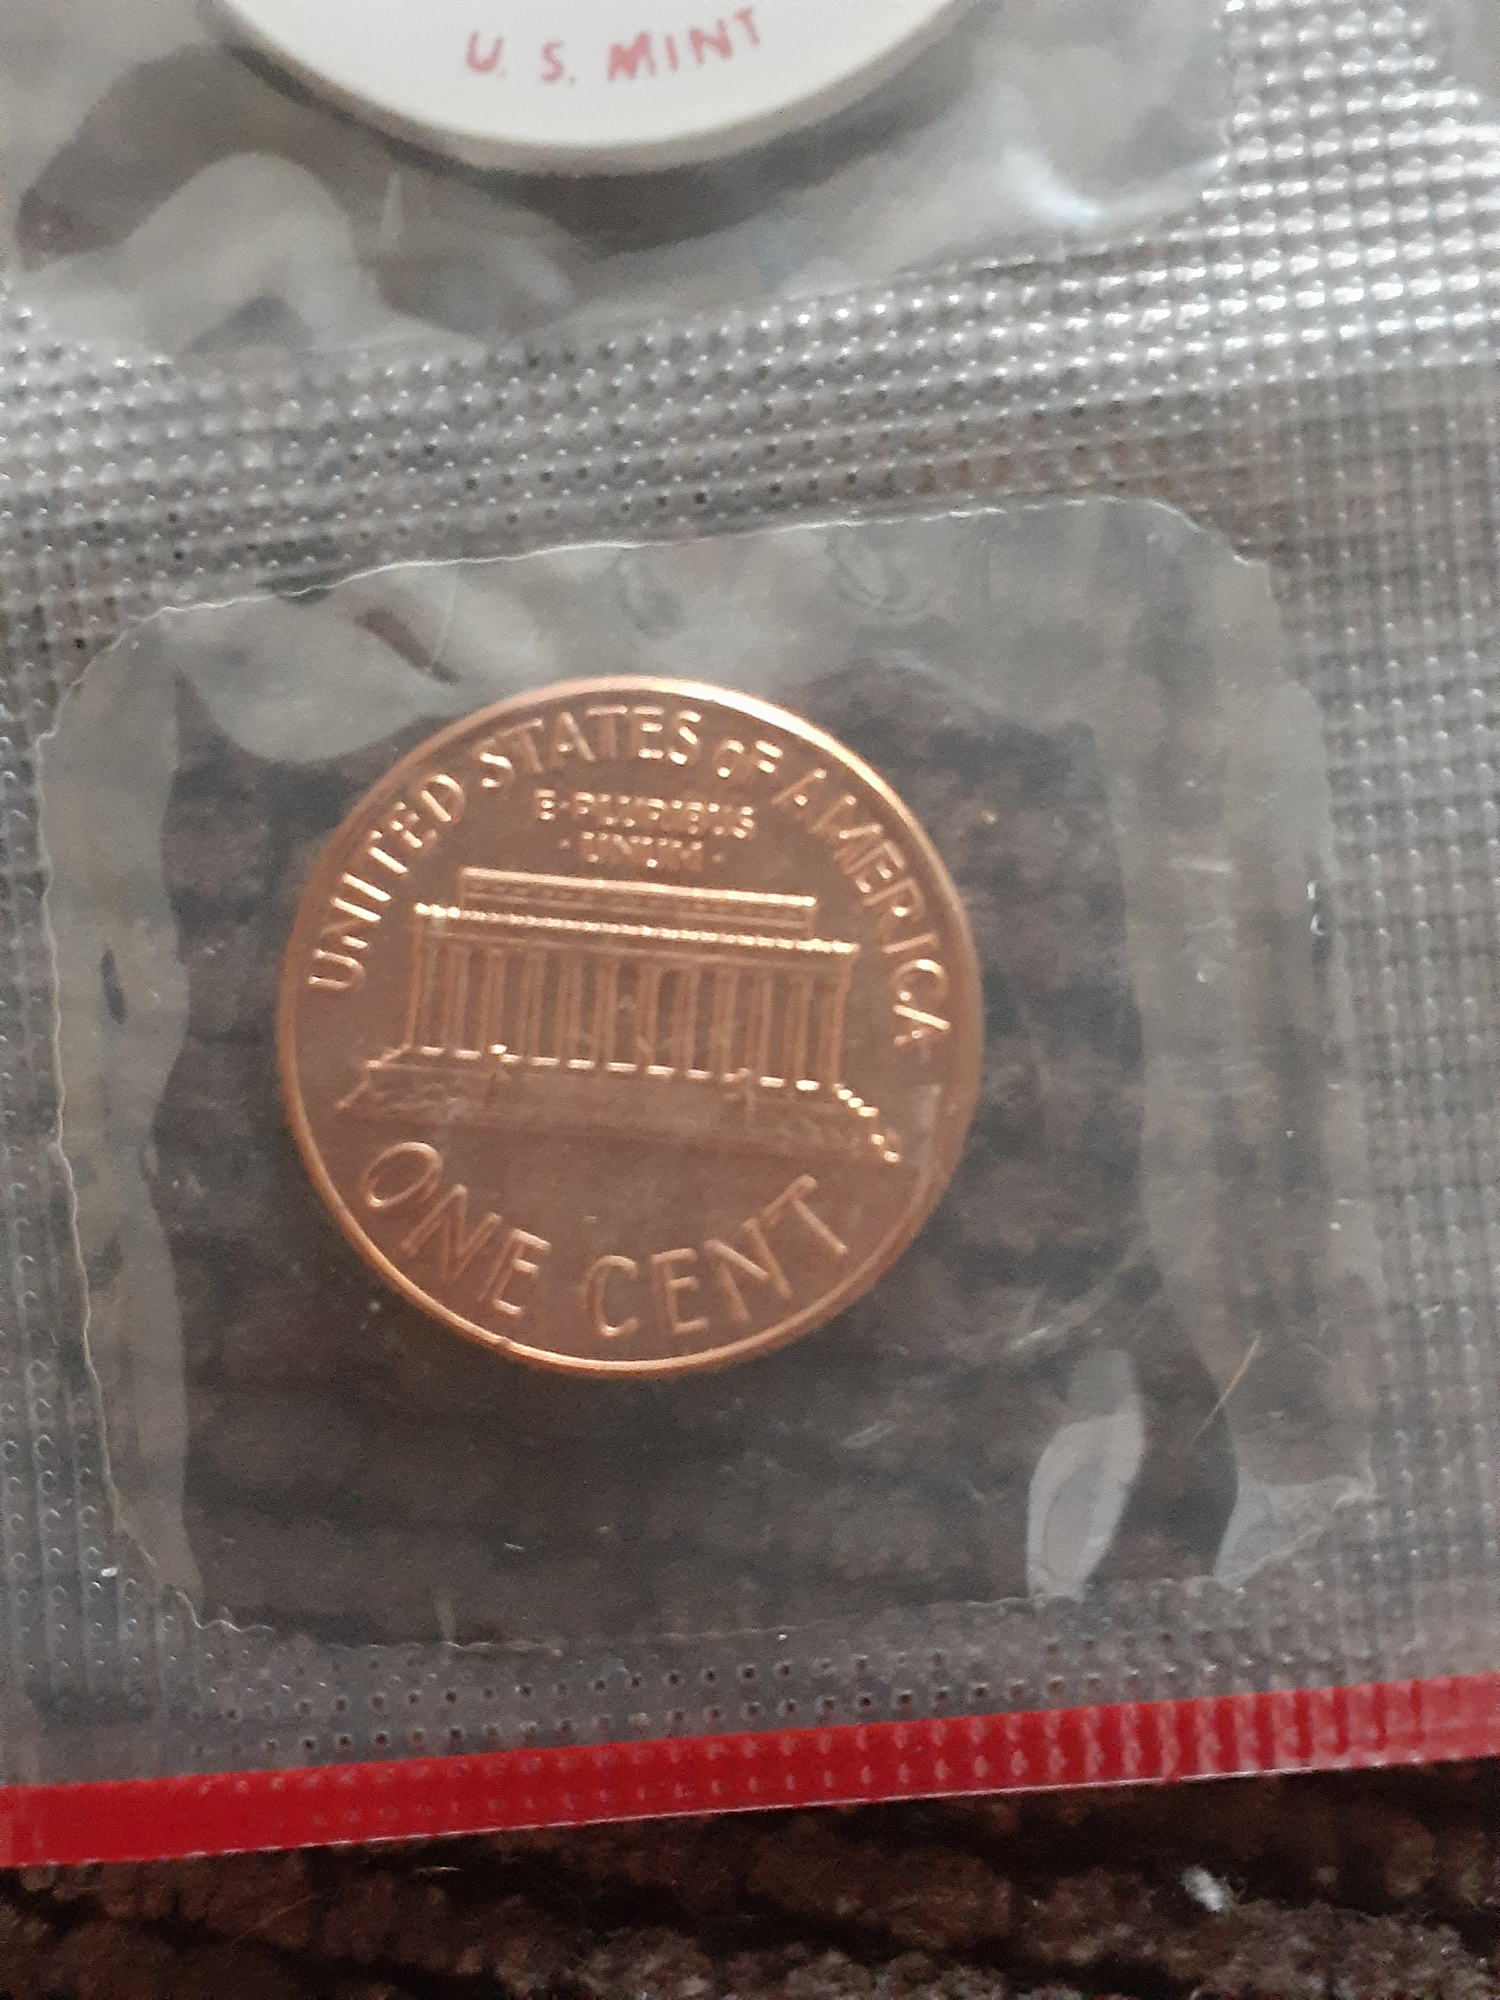 U. S. MINT
UNITED STATES OF AMERICA
E·PLURIBUS
·UNUM·
ONE CENT